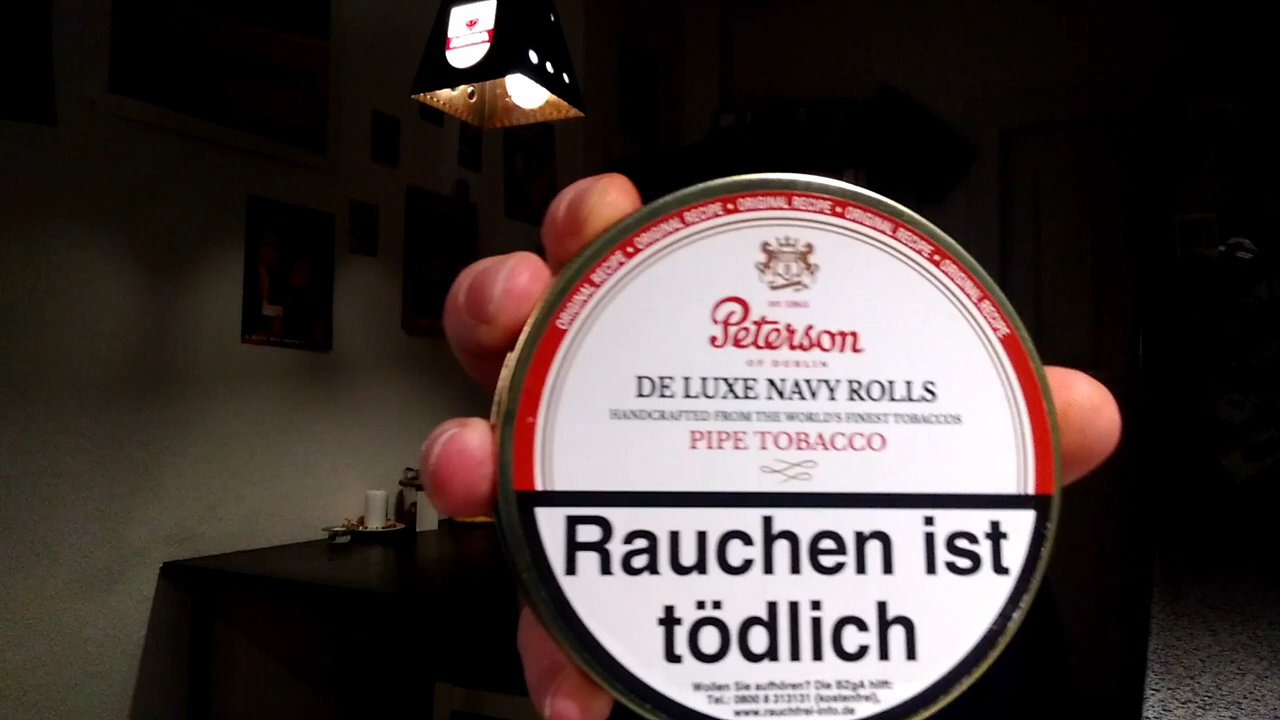 ORIGINAL RECIPE • ORIGINAL RECIPE • ORIGINAL RECIPE • ORIGINAL RECIPE • ORIGINAL RECIPE
Peterson
OF DUBLIN
DE LUXE NAVY ROLLS
HANDCRAFTED FROM THE WORLD'S FINEST TOBACCOS
PIPE TOBACCO
Rauchen ist
tödlich
Wollen Sie aufhören? Die BZgA hilft:
Tel.: 0800 8 313131 (kostenfrei),
www.rauchfrei-info.de